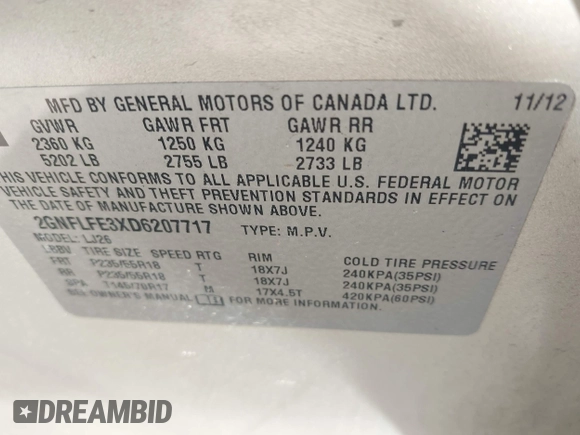 MFD BY GENERAL MOTORS OF CANADA LTD. 11/12
GVWR GAWR FRT GAWR RR
2360 KG 1250 KG 1240 KG
5202 LB 2755 LB 2733 LB
THIS VEHICLE CONFORMS TO ALL APPLICABLE U.S. FEDERAL MOTOR
VEHICLE SAFETY AND THEFT PREVENTION STANDARDS IN EFFECT ON
THE DATE OF MANUFACTURE SHOWN ABOVE.
2GNFLFE3XD6207717 TYPE: M.P.V.
MODEL: LJ26
TIRE SIZE SPEED RTG RIM COLD TIRE PRESSURE
FRT P235/55R18 T 18X7J 240KPA(35PSI)
RR P235/55R18 T 18X7J 240KPA(35PSI)
SPA T145/70R17 M 17X4.5T 420KPA(60PSI)
SEE OWNER'S MANUAL FOR MORE INFORMATION.
DREAMBID